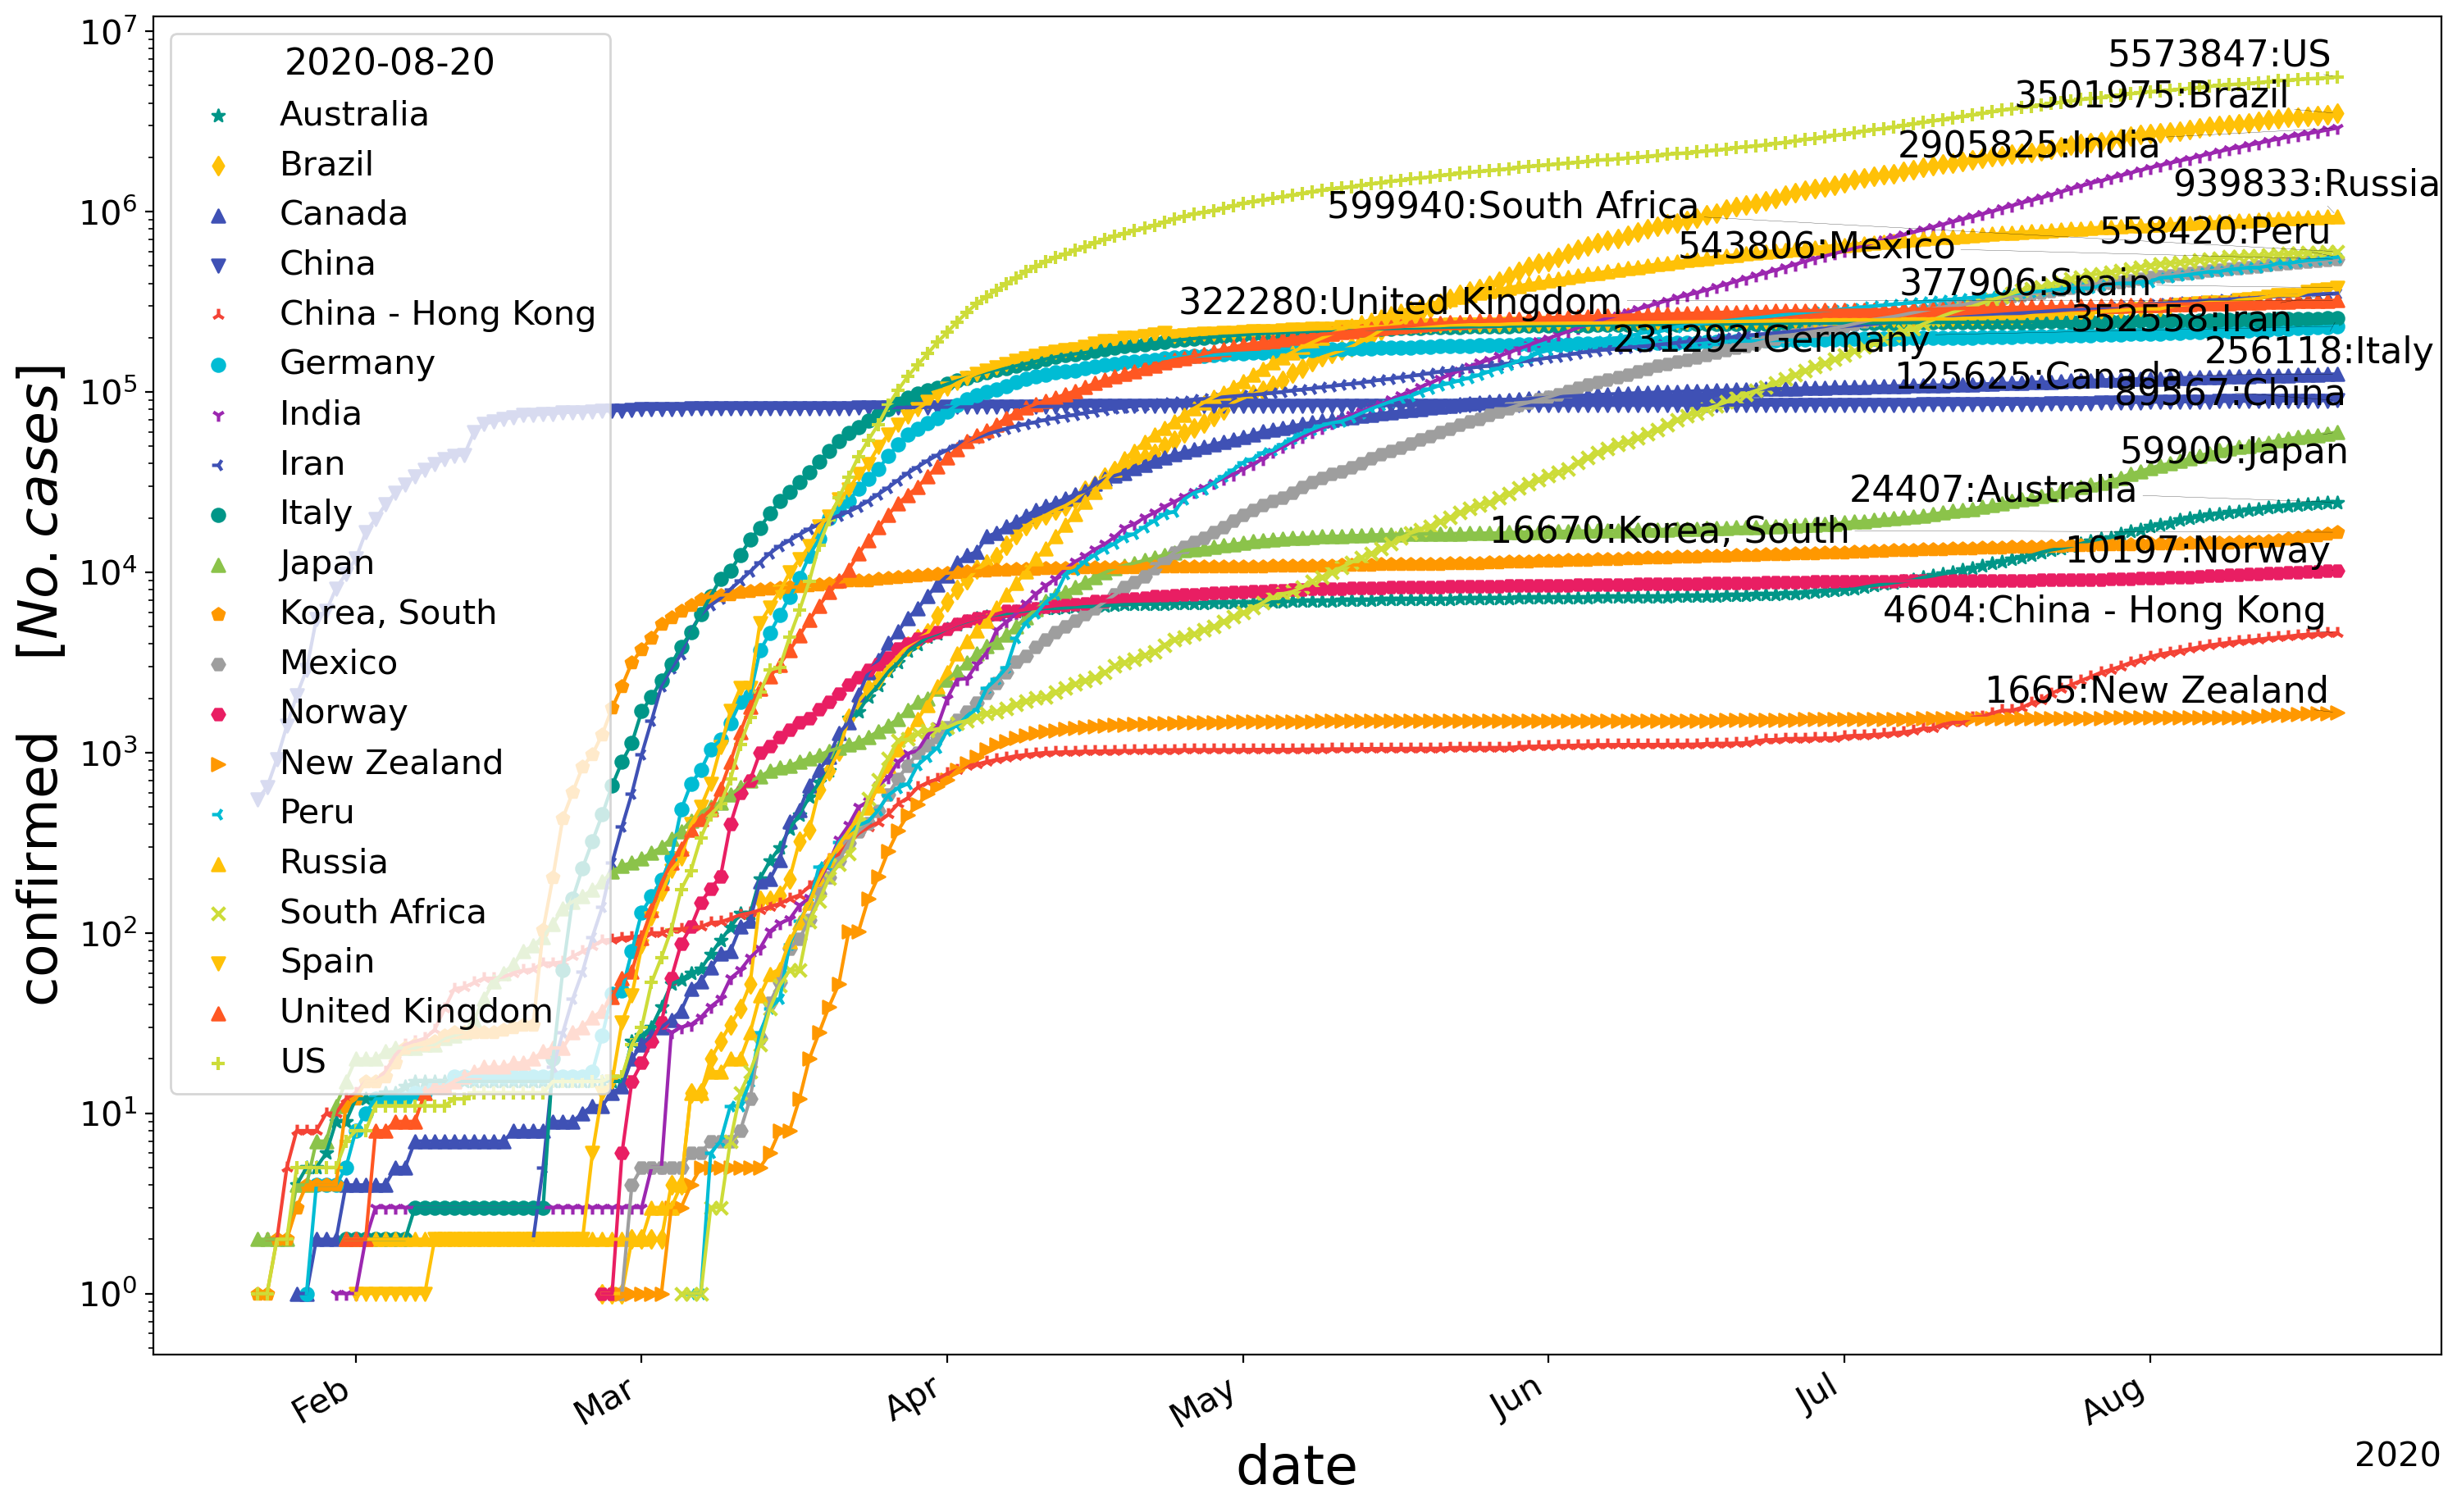 10^7
10^6
10^5
10^4
10^3
10^2
10^1
10^0
confirmed [No. cases]
2020-08-20
Australia
Brazil
Canada
China
China - Hong Kong
Germany
India
Iran
Italy
Japan
Korea, South
Mexico
Norway
New Zealand
Peru
Russia
South Africa
Spain
United Kingdom
US
5573847:US
3501975:Brazil
2905825:India
939833:Russia
599940:South Africa
558420:Peru
543806:Mexico
377906:Spain
322280:United Kingdom
352558:Iran
231292:Germany
256118:Italy
125625:Canada
89567:China
59900:Japan
24407:Australia
16670:Korea, South
10197:Norway
4604:China - Hong Kong
1665:New Zealand
Feb
Mar
Apr
May
Jun
Jul
Aug
2020
date